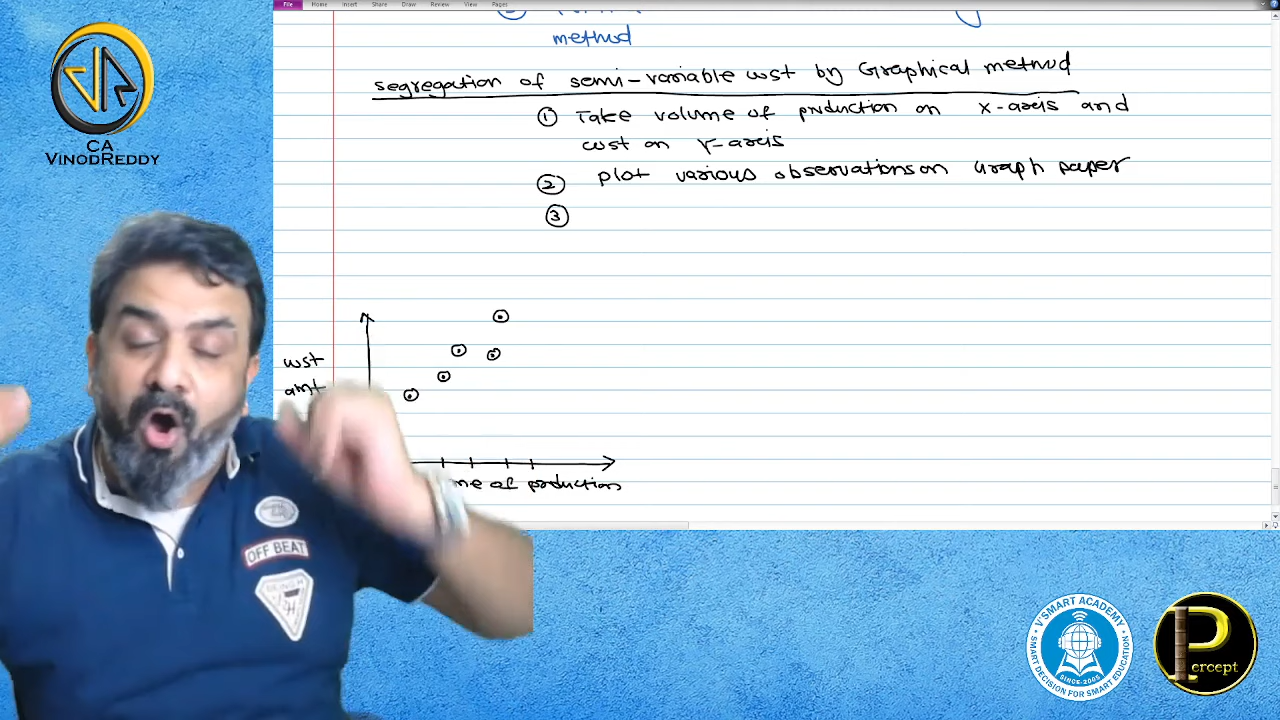 File Home Insert Share Draw Review View Pages
method
segregation of semi-variable cost by Graphical method
① Take volume of production on x-axis and
cost on Y-axis
② plot various observations on Graph paper
③
cost
amt
me of production
CA
VINODREDDY
OFF BEAT
V'SMART ACADEMY
SINCE-2005
SMART DECISION FOR SMART EDUCATION
Percept